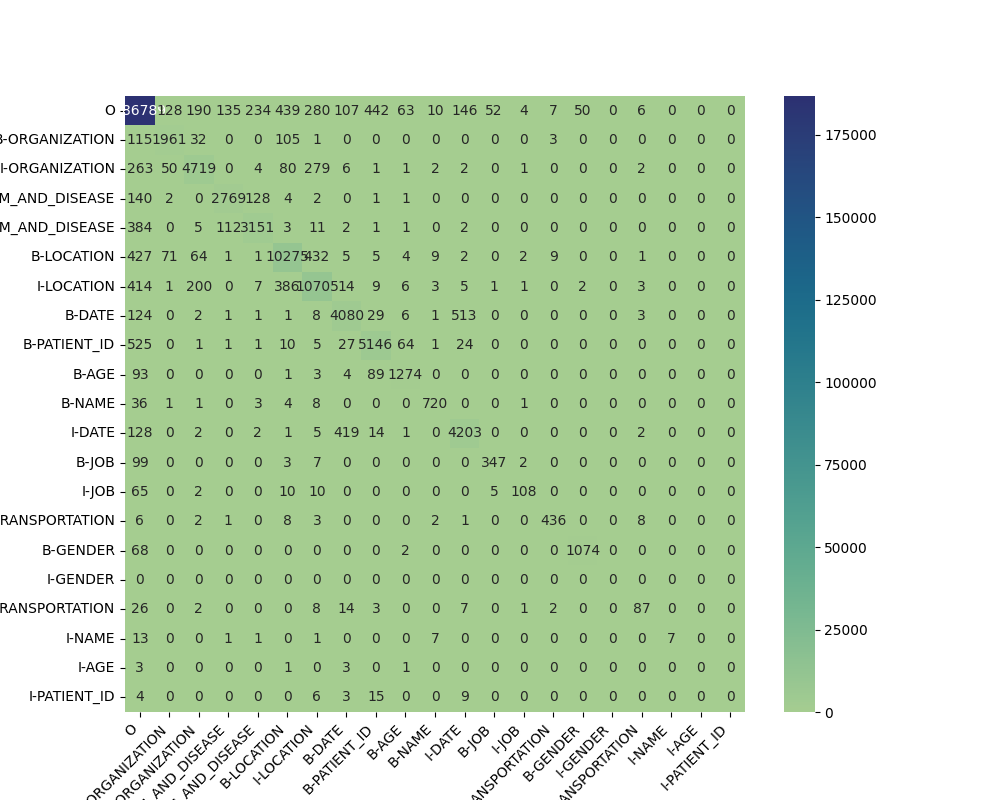 O 36789 128 190 135 234 439 280 107 442 63 10 146 52 4 7 50 0 6 0 0 0
B-ORGANIZATION 115 1961 32 0 0 105 1 0 0 0 0 0 0 0 3 0 0 0 0 0 0
I-ORGANIZATION 263 50 4719 0 4 80 279 6 1 1 2 2 0 1 0 0 0 2 0 0 0
M_AND_DISEASE 140 2 0 2769 128 4 2 0 1 1 0 0 0 0 0 0 0 0 0 0 0
M_AND_DISEASE 384 0 5 112 3151 3 11 2 1 1 0 2 0 0 0 0 0 0 0 0 0
B-LOCATION 427 71 64 1 1 10275 432 5 5 4 9 2 0 2 9 0 0 1 0 0 0
I-LOCATION 414 1 200 0 7 386 10705 14 9 6 3 5 1 1 0 2 0 3 0 0 0
B-DATE 124 0 2 1 1 1 8 4080 29 6 1 513 0 0 0 0 0 3 0 0 0
B-PATIENT_ID 525 0 1 1 1 10 5 27 5146 64 1 24 0 0 0 0 0 0 0 0 0
B-AGE 93 0 0 0 0 1 3 4 89 1274 0 0 0 0 0 0 0 0 0 0 0
B-NAME 36 1 1 0 3 4 8 0 0 0 720 0 0 1 0 0 0 0 0 0 0
I-DATE 128 0 2 0 2 1 5 419 14 1 0 4203 0 0 0 0 0 2 0 0 0
B-JOB 99 0 0 0 0 3 7 0 0 0 0 0 347 2 0 0 0 0 0 0 0
I-JOB 65 0 2 0 0 10 10 0 0 0 0 0 5 108 0 0 0 0 0 0 0
RANSPORTATION 6 0 2 1 0 8 3 0 0 0 2 1 0 0 436 0 0 8 0 0 0
B-GENDER 68 0 0 0 0 0 0 0 0 2 0 0 0 0 0 1074 0 0 0 0 0
I-GENDER 0 0 0 0 0 0 0 0 0 0 0 0 0 0 0 0 0 0 0 0 0
RANSPORTATION 26 0 2 0 0 0 8 14 3 0 0 7 0 1 2 0 0 87 0 0 0
I-NAME 13 0 0 1 1 0 1 0 0 0 7 0 0 0 0 0 0 0 7 0 0
I-AGE 3 0 0 0 0 1 0 3 0 1 0 0 0 0 0 0 0 0 0 0 0
I-PATIENT_ID 4 0 0 0 0 0 6 3 15 0 0 9 0 0 0 0 0 0 0 0 0
O
ORGANIZATION
ORGANIZATION
_AND_DISEASE
_AND_DISEASE
B-LOCATION
I-LOCATION
B-DATE
B-PATIENT_ID
B-AGE
B-NAME
I-DATE
B-JOB
I-JOB
ANSPORTATION
B-GENDER
I-GENDER
ANSPORTATION
I-NAME
I-AGE
I-PATIENT_ID
175000
150000
125000
100000
75000
50000
25000
0